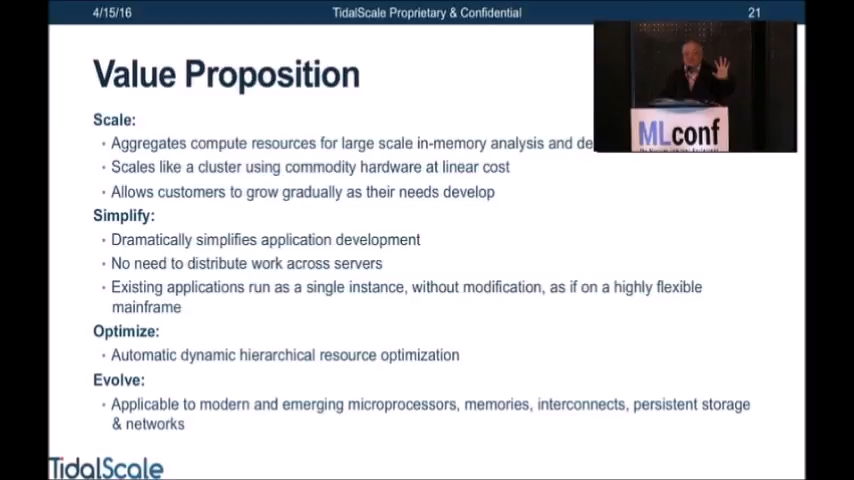 4/15/16 TidalScale Proprietary & Confidential 21
Value Proposition
Scale:
• Aggregates compute resources for large scale in-memory analysis and de
• Scales like a cluster using commodity hardware at linear cost
• Allows customers to grow gradually as their needs develop
Simplify:
• Dramatically simplifies application development
• No need to distribute work across servers
• Existing applications run as a single instance, without modification, as if on a highly flexible
mainframe
Optimize:
• Automatic dynamic hierarchical resource optimization
Evolve:
• Applicable to modern and emerging microprocessors, memories, interconnects, persistent storage
& networks
TidalScale
MLconf